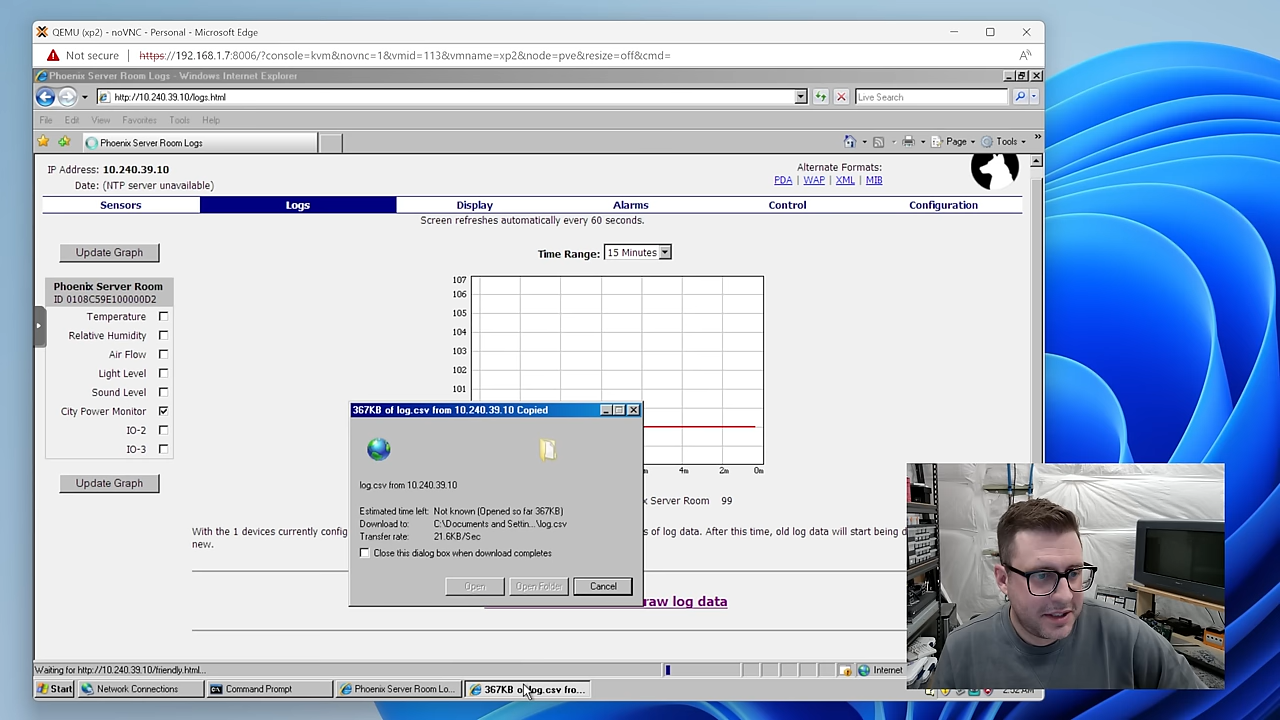 QEMU (xp2) - noVNC - Personal - Microsoft Edge
Not secure https://192.168.1.7:8006/?console=kvm&novnc=1&vmid=113&vmname=xp2&node=pve&resize=off&cmd=
Phoenix Server Room Logs - Windows Internet Explorer
http://10.240.39.10/logs.html
Live Search
File Edit View Favorites Tools Help
Phoenix Server Room Logs
Page Tools
IP Address: 10.240.39.10
Date: (NTP server unavailable)
Alternate Formats:
PDA | WAP | XML | MIB
Sensors Logs Display Alarms Control Configuration
Screen refreshes automatically every 60 seconds.
Update Graph
Time Range: 15 Minutes
Phoenix Server Room
ID 0108C59E100000D2
Temperature
Relative Humidity
Air Flow
Light Level
Sound Level
City Power Monitor
IO-2
IO-3
Update Graph
107
106
105
104
103
102
101
4m 2m 0m
Server Room 99
367KB of log.csv from 10.240.39.10 Copied
log.csv from 10.240.39.10
Estimated time left: Not known (Opened so far 367KB)
Download to: C:\Documents and Settin...\log.csv
Transfer rate: 21.6KB/Sec
Close this dialog box when download completes
Open Open Folder Cancel
With the 1 devices currently config
s of log data. After this time, old log data will start being
new.
raw log data
Waiting for http://10.240.39.10/friendly.html...
Internet
Start Network Connections Command Prompt Phoenix Server Room Lo... 367KB of log.csv fro...